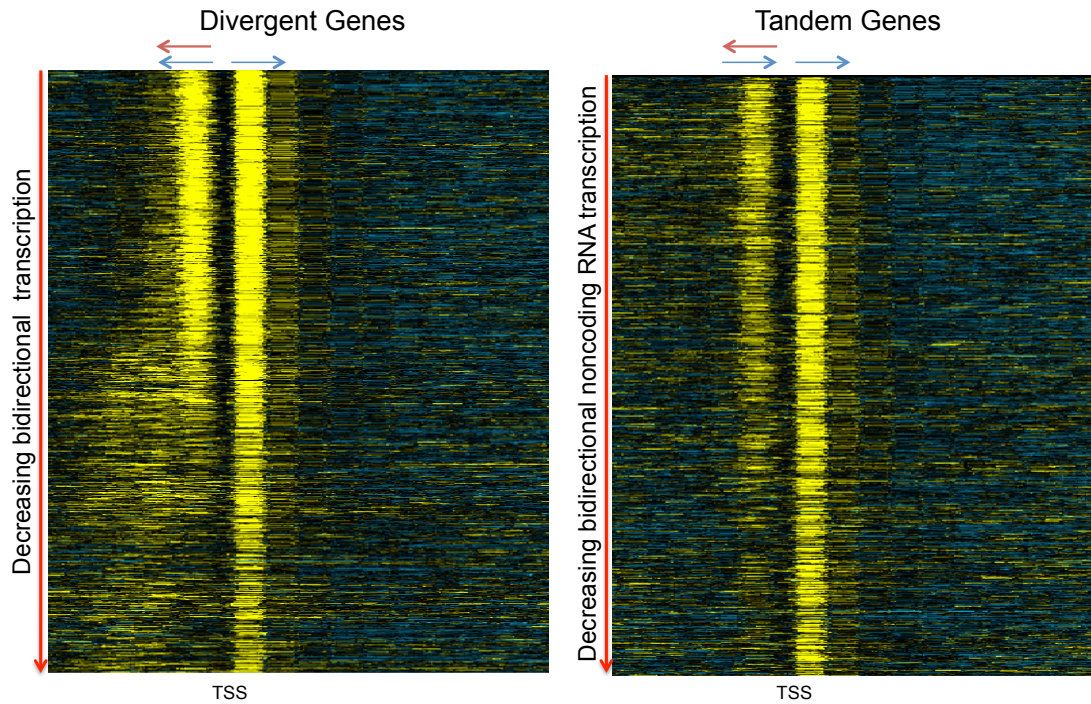 Divergent Genes
Decreasing bidirectional transcription
TSS
Tandem Genes
Decreasing bidirectional noncoding RNA transcription
TSS